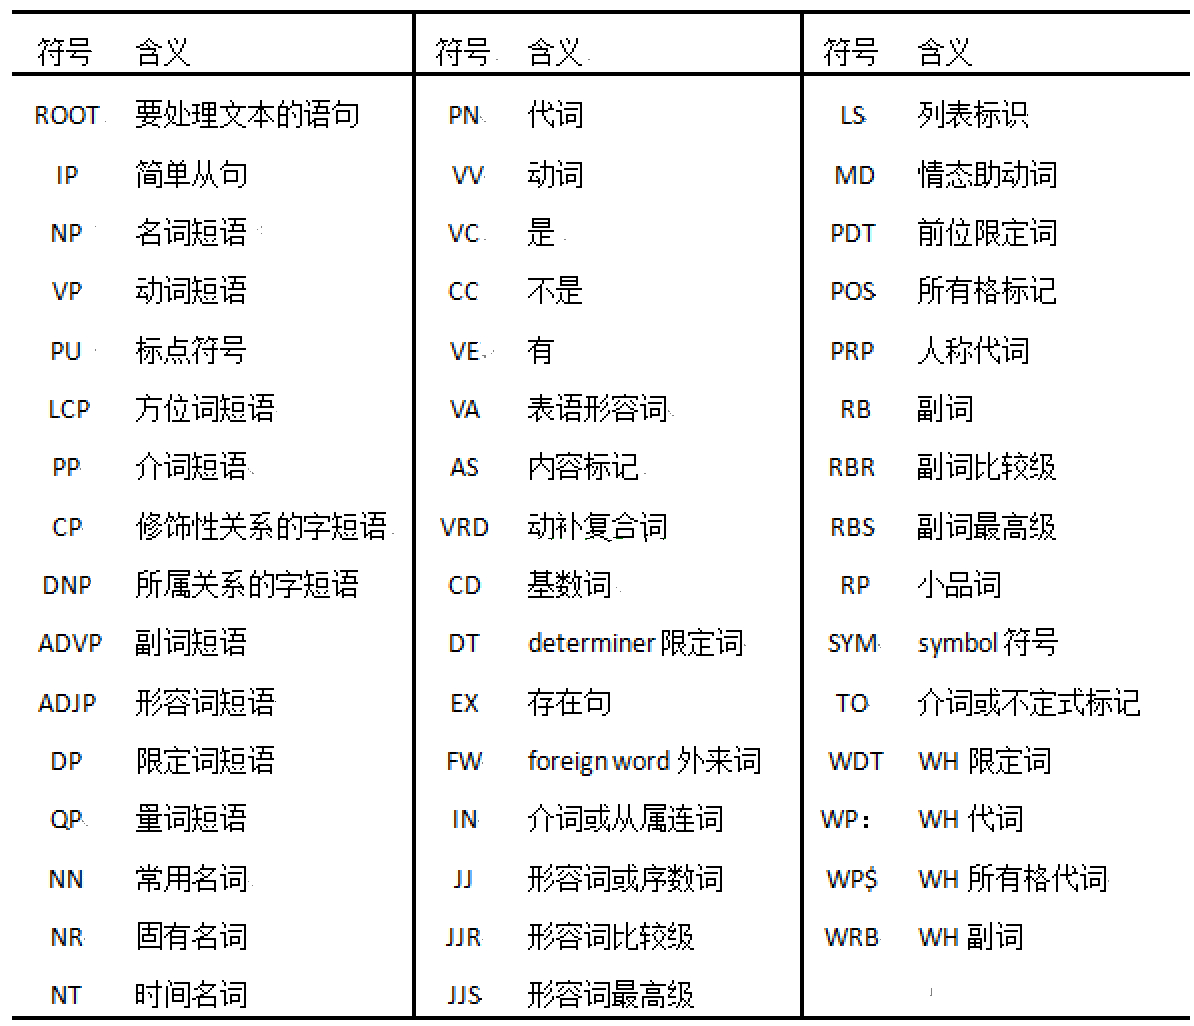 符号 含义 符号 含义 符号 含义
ROOT 要处理文本的语句 PN 代词 LS 列表标识
IP 简单从句 VV 动词 MD 情态助动词
NP 名词短语 VC 是 PDT 前位限定词
VP 动词短语 CC 不是 POS 所有格标记
PU 标点符号 VE 有 PRP 人称代词
LCP 方位词短语 VA 表语形容词 RB 副词
PP 介词短语 AS 内容标记 RBR 副词比较级
CP 修饰性关系的字短语 VRD 动补复合词 RBS 副词最高级
DNP 所属关系的字短语 CD 基数词 RP 小品词
ADVP 副词短语 DT determiner 限定词 SYM symbol 符号
ADJP 形容词短语 EX 存在句 TO 介词或不定式标记
DP 限定词短语 FW foreign word 外来词 WDT WH 限定词
QP 量词短语 IN 介词或从属连词 WP： WH 代词
NN 常用名词 JJ 形容词或序数词 WP$ WH 所有格代词
NR 固有名词 JJR 形容词比较级 WRB WH 副词
NT 时间名词 JJS 形容词最高级